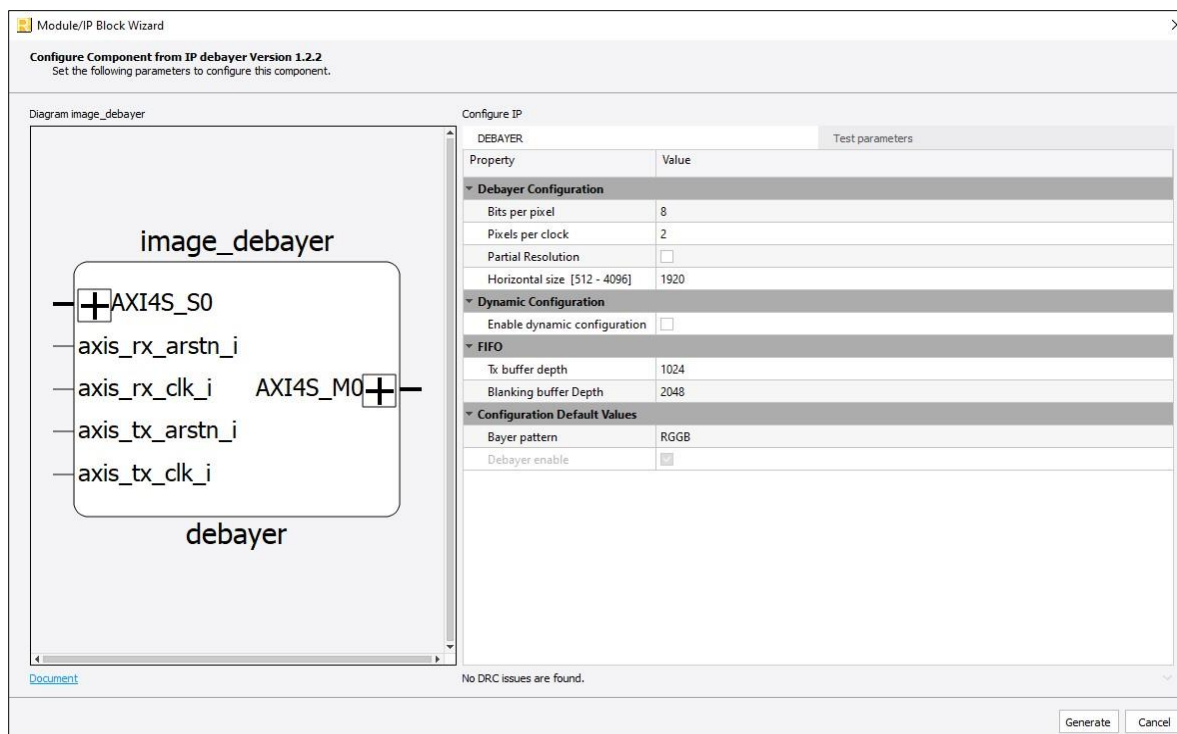 Module/IP Block Wizard
Configure Component from IP debayer Version 1.2.2
Set the following parameters to configure this component.
Diagram image_debayer
image_debayer
AXI4S_S0
axis_rx_arstn_i
axis_rx_clk_i AXI4S_M0
axis_tx_arstn_i
axis_tx_clk_i
debayer
Document
Configure IP
DEBAYER Test parameters
Property Value
Debayer Configuration
Bits per pixel 8
Pixels per clock 2
Partial Resolution
Horizontal size [512 - 4096] 1920
Dynamic Configuration
Enable dynamic configuration
FIFO
Tx buffer depth 1024
Blanking buffer Depth 2048
Configuration Default Values
Bayer pattern RGGB
Debayer enable
No DRC issues are found.
Generate Cancel